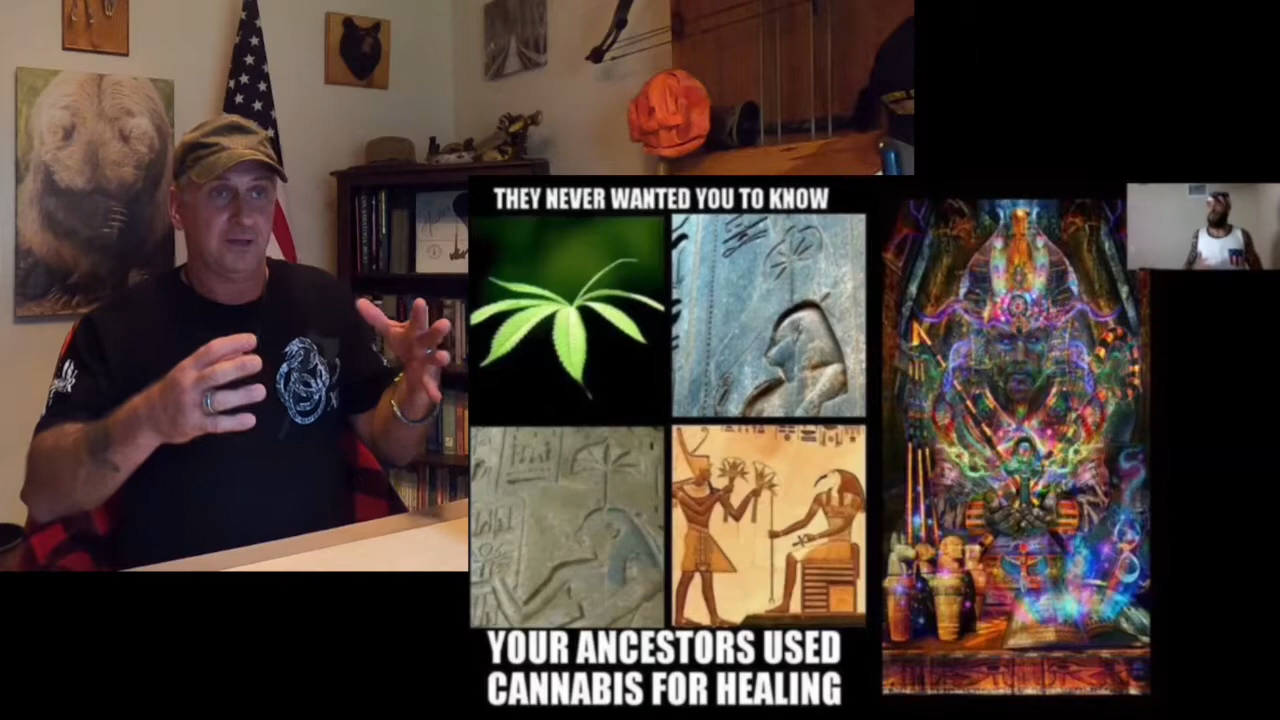 THEY NEVER WANTED YOU TO KNOW
YOUR ANCESTORS USED
CANNABIS FOR HEALING